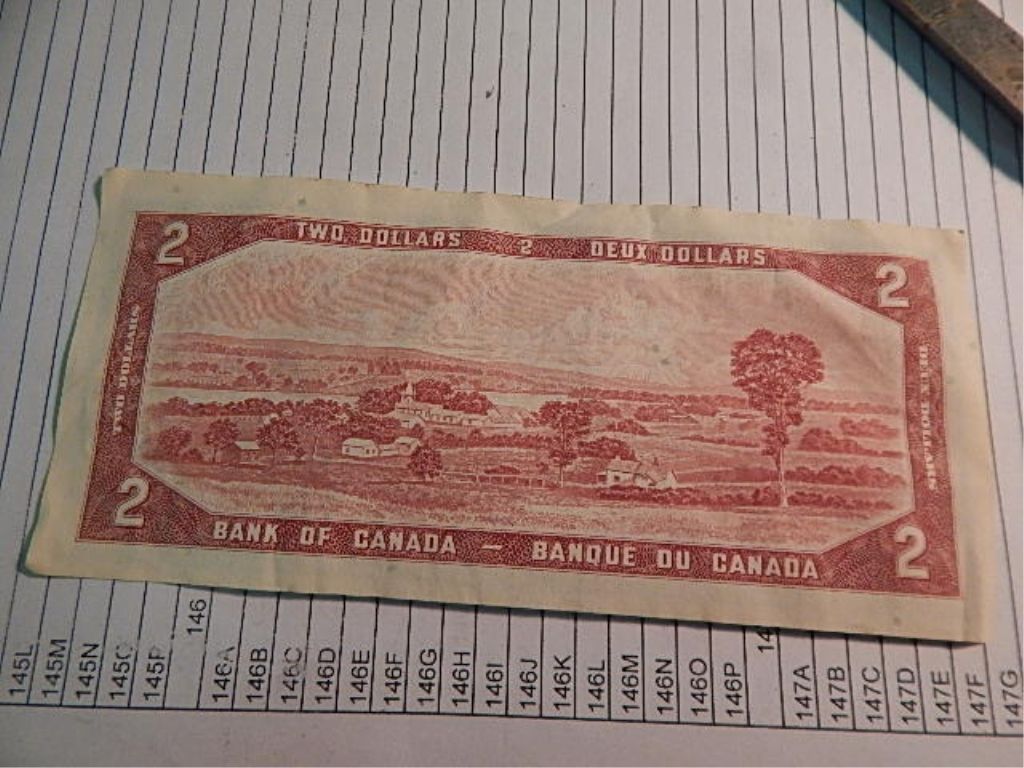 2
TWO DOLLARS 2 DEUX DOLLARS
2
TWO DOLLARS
DEUX DOLLARS
2
BANK OF CANADA — BANQUE DU CANADA
2
145L
145M
145N
146
146A
146B
146C
146D
146E
146F
146G
146H
146I
146J
146K
146L
146M
146N
146O
146P
147A
147B
147C
147D
147E
147F
147G